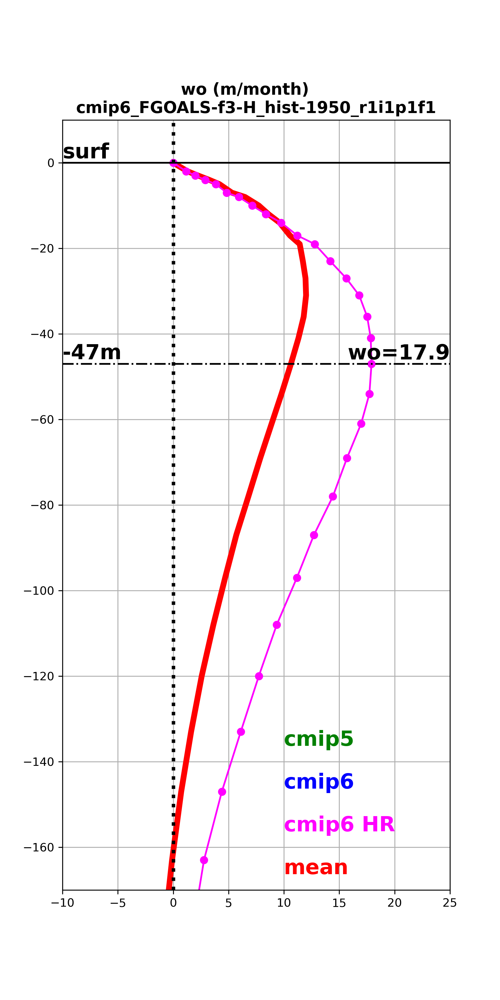 wo (m/month)
cmip6_FGOALS-f3-H_hist-1950_r1i1p1f1
surf
0
−20
−40
-47m
wo=17.9
−60
−80
−100
−120
cmip5
−140
cmip6
cmip6 HR
−160
mean
−10 −5 0 5 10 15 20 25